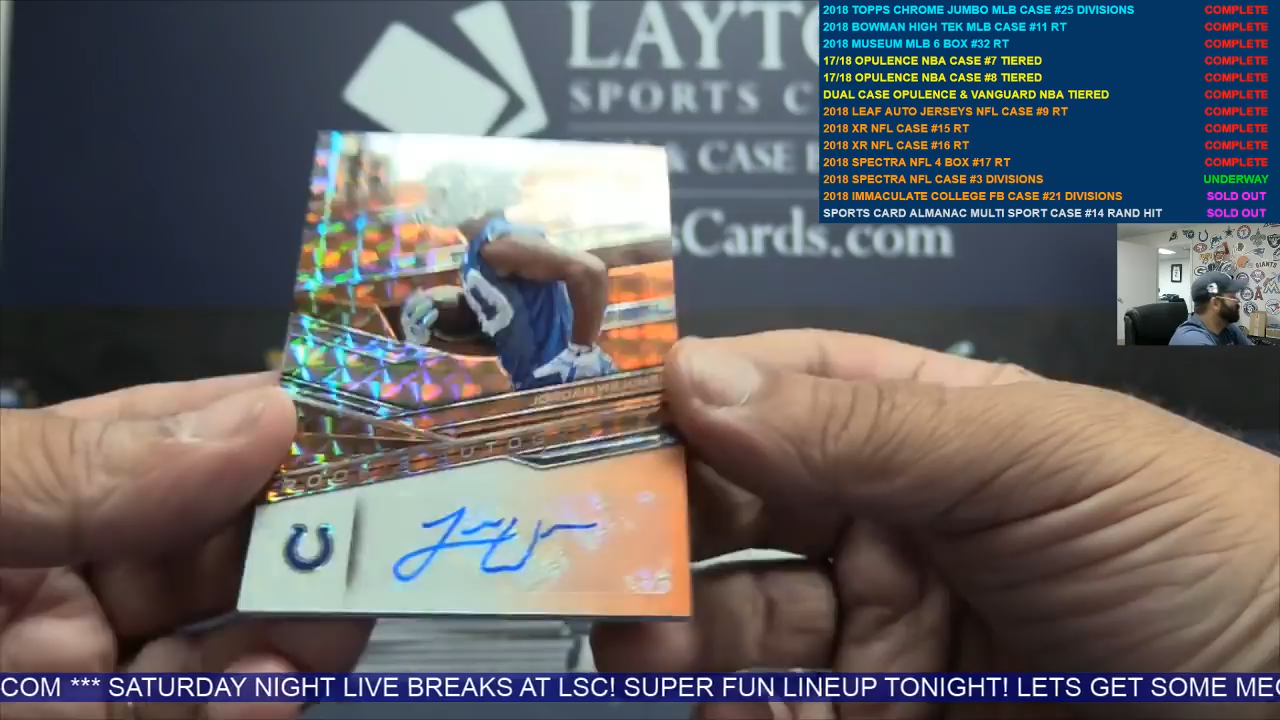 2018 TOPPS CHROME JUMBO MLB CASE #25 DIVISIONS COMPLETE
2018 BOWMAN HIGH TEK MLB CASE #11 RT COMPLETE
2018 MUSEUM MLB 6 BOX #32 RT COMPLETE
17/18 OPULENCE NBA CASE #7 TIERED COMPLETE
17/18 OPULENCE NBA CASE #8 TIERED COMPLETE
DUAL CASE OPULENCE & VANGUARD NBA TIERED COMPLETE
2018 LEAF AUTO JERSEYS NFL CASE #9 RT COMPLETE
2018 XR NFL CASE #15 RT COMPLETE
2018 XR NFL CASE #16 RT COMPLETE
2018 SPECTRA NFL 4 BOX #17 RT COMPLETE
2018 SPECTRA NFL CASE #3 DIVISIONS UNDERWAY
2018 IMMACULATE COLLEGE FB CASE #21 DIVISIONS SOLD OUT
SPORTS CARD ALMANAC MULTI SPORT CASE #14 RAND HIT SOLD OUT
LAYTO
SPORTS C
& CASE
sCards.com
JORDAN
COM *** SATURDAY NIGHT LIVE BREAKS AT LSC! SUPER FUN LINEUP TONIGHT! LETS GET SOME MEG